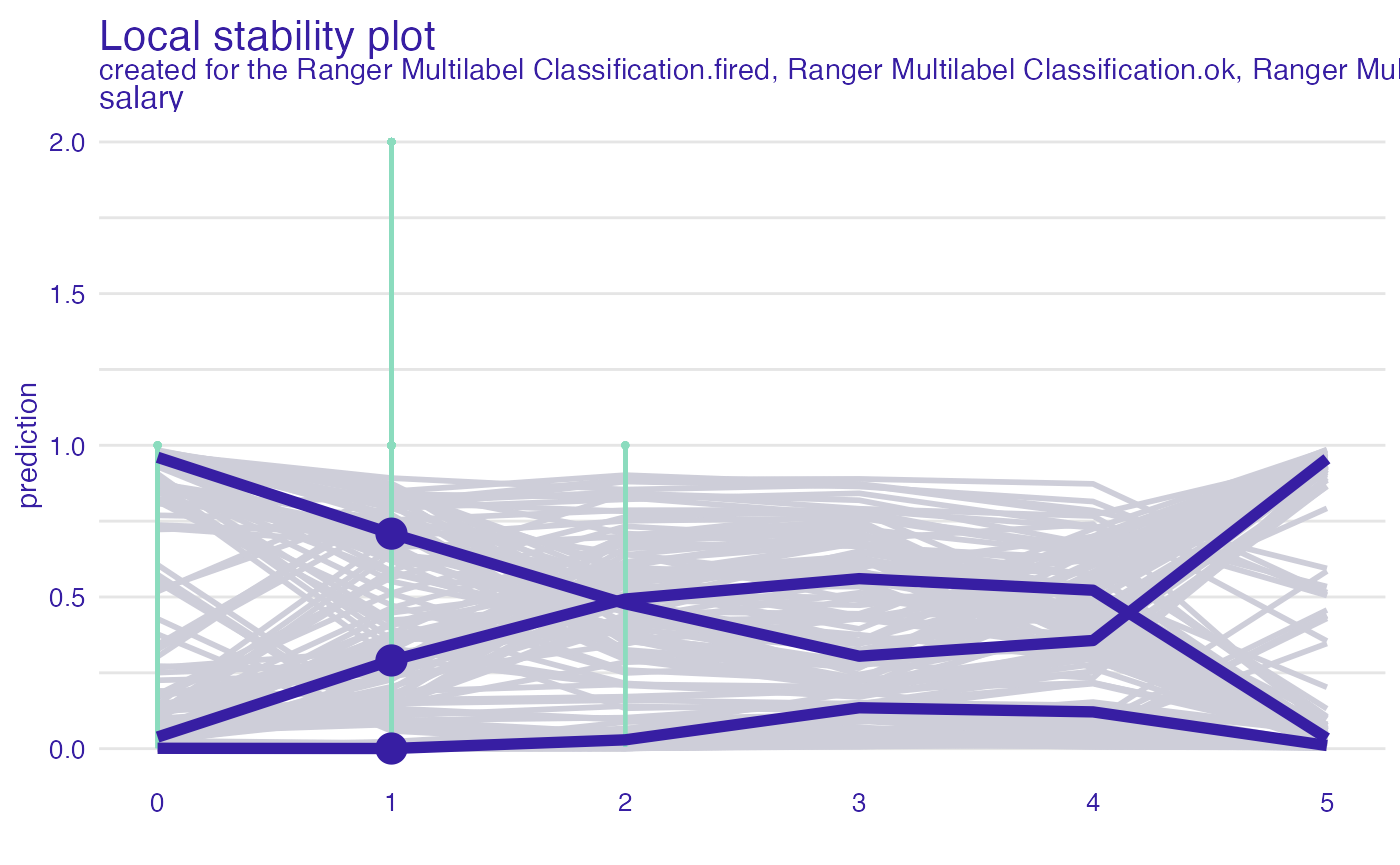 Local stability plot
created for the Ranger Multilabel Classification.fired, Ranger Multilabel Classification.ok, Ranger Mul
salary
2.0
1.5
1.0
0.5
0.0
prediction
0 1 2 3 4 5